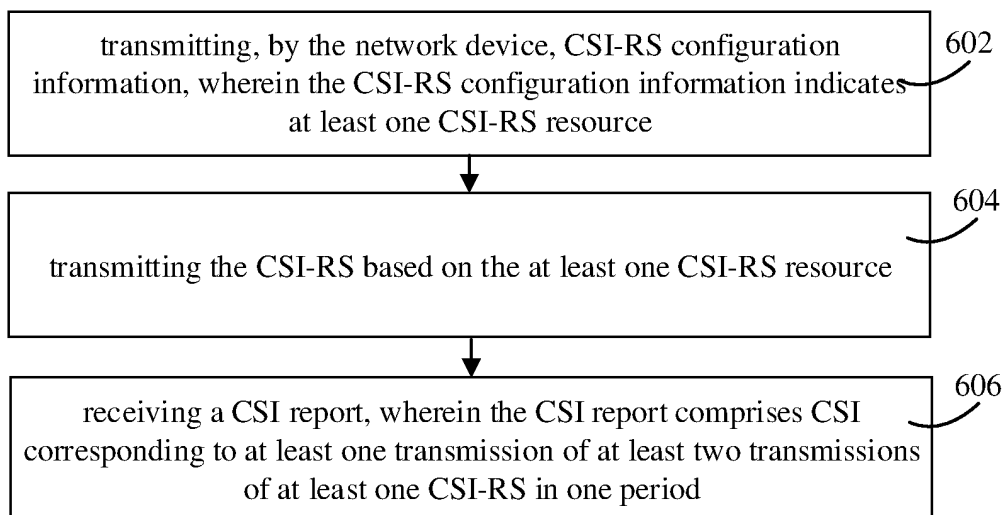 transmitting, by the network device, CSI-RS configuration
information, wherein the CSI-RS configuration information indicates
at least one CSI-RS resource
602
transmitting the CSI-RS based on the at least one CSI-RS resource
604
receiving a CSI report, wherein the CSI report comprises CSI
corresponding to at least one transmission of at least two transmissions
of at least one CSI-RS in one period
606